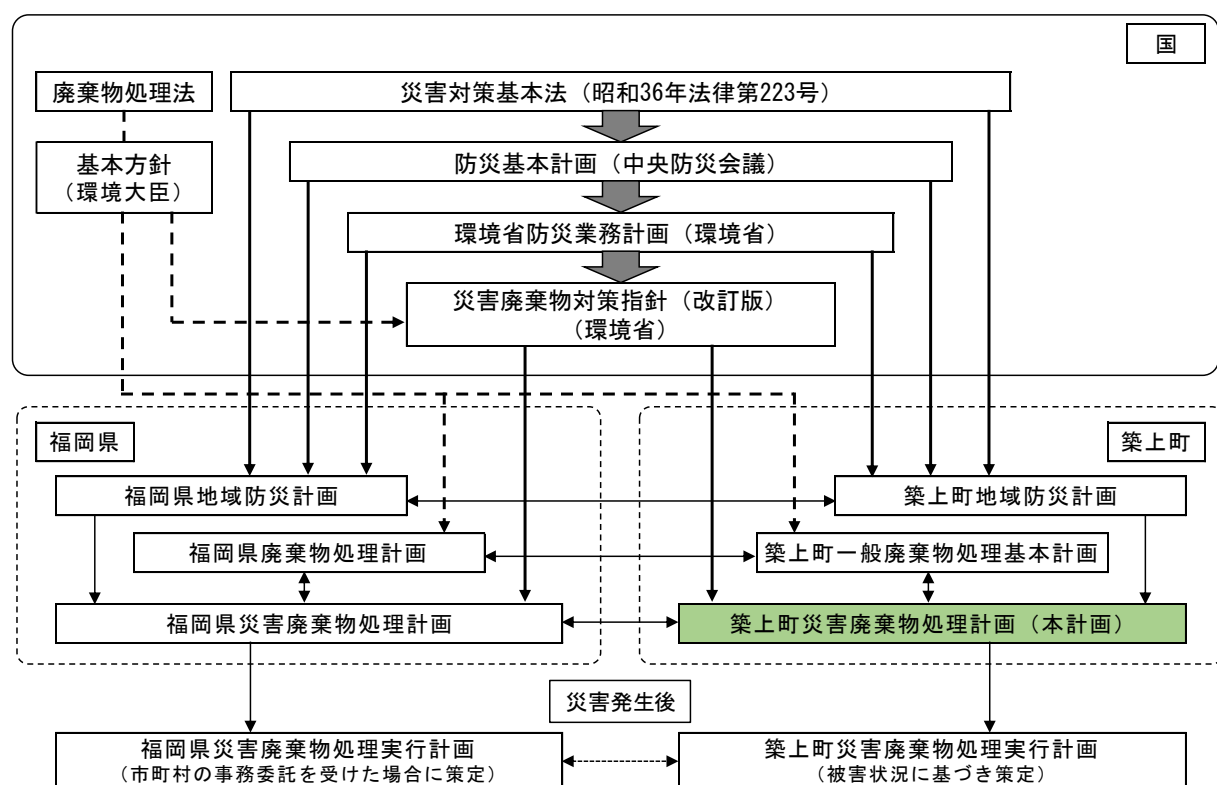 国
廃棄物処理法
災害対策基本法（昭和36年法律第223号）
基本方針
（環境大臣）
防災基本計画（中央防災会議）
環境省防災業務計画（環境省）
災害廃棄物対策指針（改訂版）
（環境省）
福岡県
築上町
福岡県地域防災計画
築上町地域防災計画
福岡県廃棄物処理計画
築上町一般廃棄物処理基本計画
福岡県災害廃棄物処理計画
築上町災害廃棄物処理計画（本計画）
災害発生後
福岡県災害廃棄物処理実行計画
（市町村の事務委託を受けた場合に策定）
築上町災害廃棄物処理実行計画
（被害状況に基づき策定）